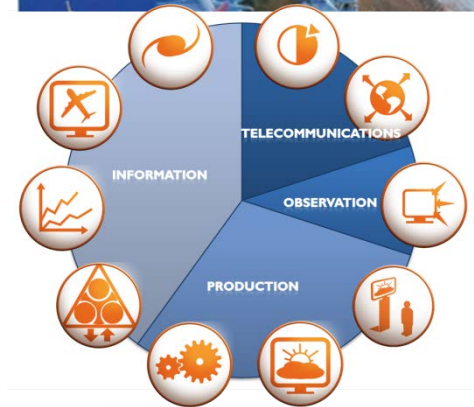 TELECOMMUNICATIONS
INFORMATION
OBSERVATION
PRODUCTION